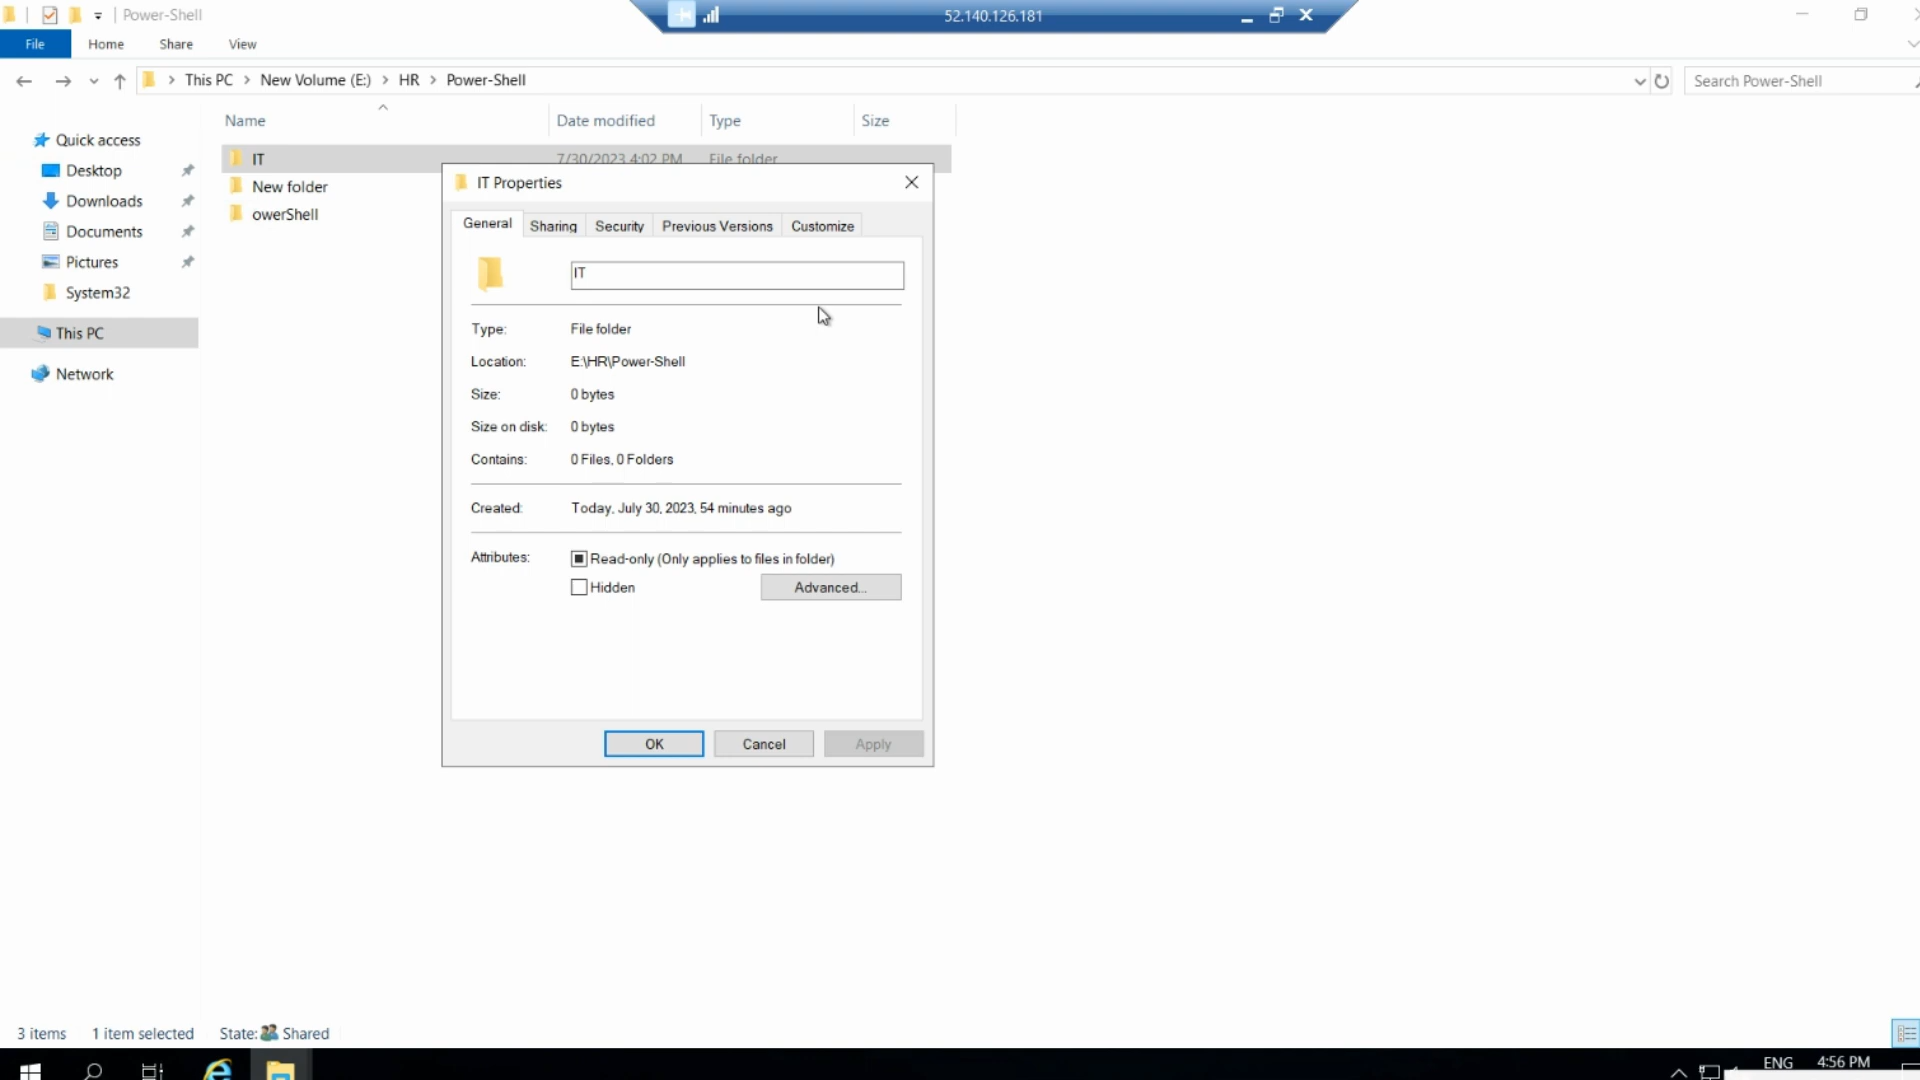 Power-Shell
52.140.126.181
File Home Share View
This PC New Volume (E:) HR Power-Shell
Search Power-Shell
Name Date modified Type Size
Quick access
Desktop
Downloads
Documents
Pictures
System32
This PC
Network
IT 7/30/2023 4:02 PM File folder
New folder
owerShell
IT Properties
General Sharing Security Previous Versions Customize
IT
Type: File folder
Location: E:\HR\Power-Shell
Size: 0 bytes
Size on disk: 0 bytes
Contains: 0 Files, 0 Folders
Created: Today, July 30, 2023, 54 minutes ago
Attributes: Read-only (Only applies to files in folder)
Hidden Advanced...
OK Cancel Apply
3 items 1 item selected State: Shared
ENG 4:56 PM